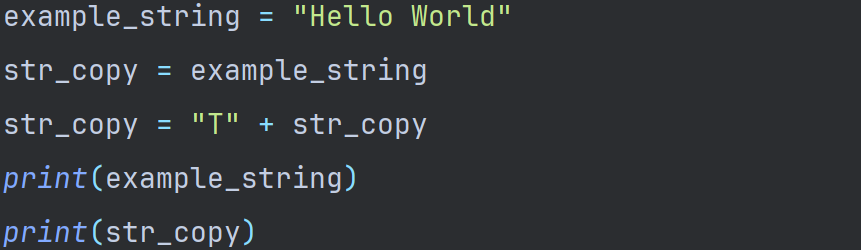 example_string = "Hello World"
str_copy = example_string
str_copy = "T" + str_copy
print(example_string)
print(str_copy)